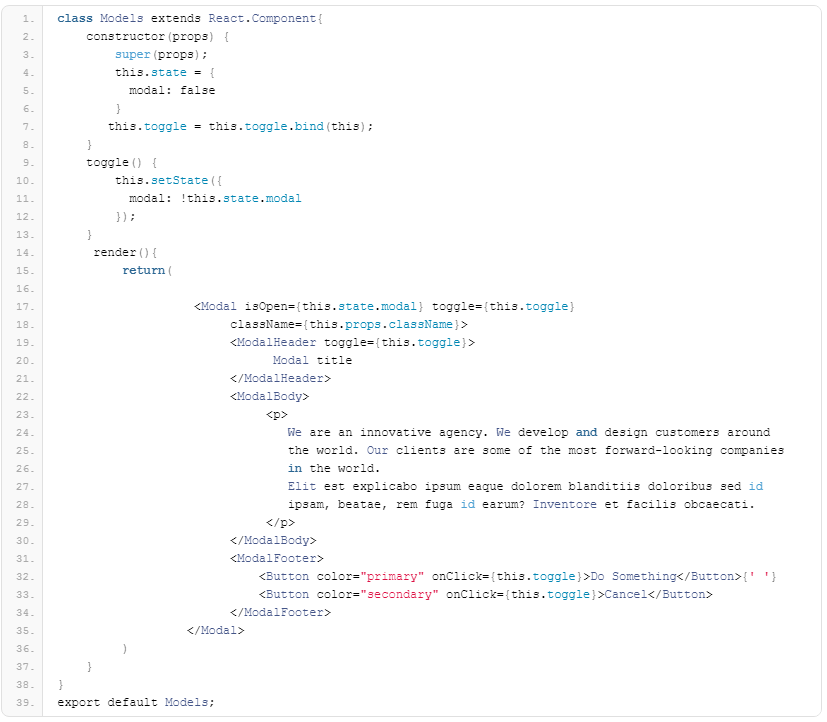 1. class Models extends React.Component{
2. constructor(props) {
3. super(props);
4. this.state = {
5. modal: false
6. }
7. this.toggle = this.toggle.bind(this);
8. }
9. toggle() {
10. this.setState({
11. modal: !this.state.modal
12. });
13. }
14. render(){
15. return(
16.
17. <Modal isOpen={this.state.modal} toggle={this.toggle}
18. className={this.props.className}>
19. <ModalHeader toggle={this.toggle}>
20. Modal title
21. </ModalHeader>
22. <ModalBody>
23. <p>
24. We are an innovative agency. We develop and design customers around
25. the world. Our clients are some of the most forward-looking companies
26. in the world.
27. Elit est explicabo ipsum eaque dolorem blanditiis doloribus sed id
28. ipsam, beatae, rem fuga id earum? Inventore et facilis obcaecati.
29. </p>
30. </ModalBody>
31. <ModalFooter>
32. <Button color="primary" onClick={this.toggle}>Do Something</Button>{' '}
33. <Button color="secondary" onClick={this.toggle}>Cancel</Button>
34. </ModalFooter>
35. </Modal>
36. )
37. }
38. }
39. export default Models;